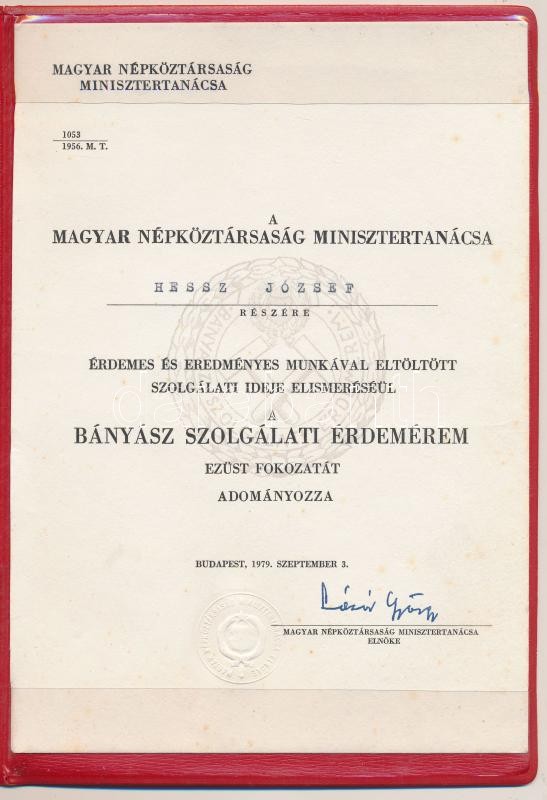 MAGYAR NÉPKÖZTÁRSASÁG
MINISZTERTANÁCSA
1053
1956. M. T.
A
MAGYAR NÉPKÖZTÁRSASÁG MINISZTERTANÁCSA
HESSZ JÓZSEF
RÉSZÉRE
ÉRDEMES ÉS EREDMÉNYES MUNKÁVAL ELTÖLTÖTT
SZOLGÁLATI IDEJE ELISMERÉSÉÜL
A
BÁNYÁSZ SZOLGÁLATI ÉRDEMÉREM
EZÜST FOKOZATÁT
ADOMÁNYOZZA
BUDAPEST, 1979. SZEPTEMBER 3.
Lázár György
MAGYAR NÉPKÖZTÁRSASÁG MINISZTERTANÁCSA
ELNÖKE